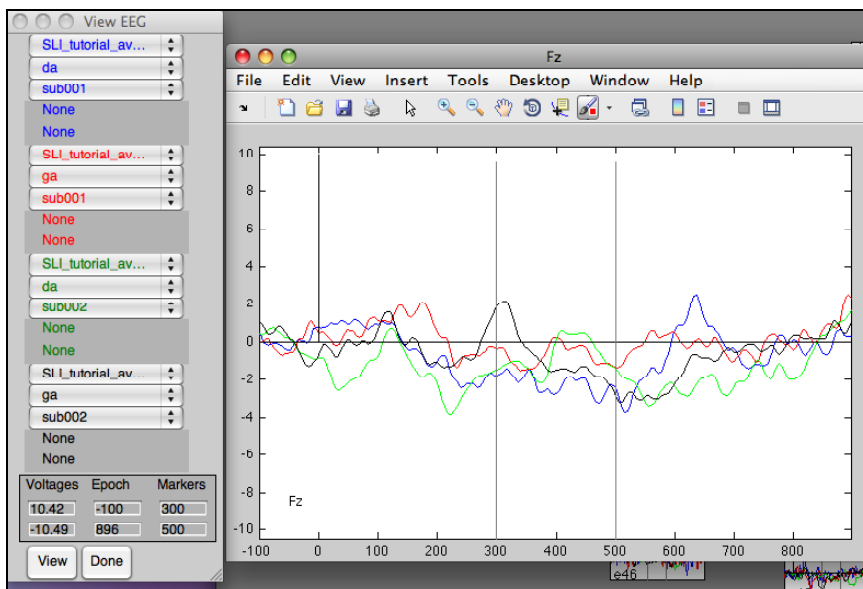 View EEG
SLI_tutorial_av...
da
sub001
None
None
SLI_tutorial_av...
ga
sub001
None
None
SLI_tutorial_av...
da
sub002
None
None
SLI_tutorial_av...
ga
sub002
None
None
Voltages Epoch Markers
10.42 -100 300
-10.49 896 500
View Done
Fz
File Edit View Insert Tools Desktop Window Help
10
8
6
4
2
0
-2
-4
-6
-8
-10
Fz
-100 0 100 200 300 400 500 600 700 800
e46